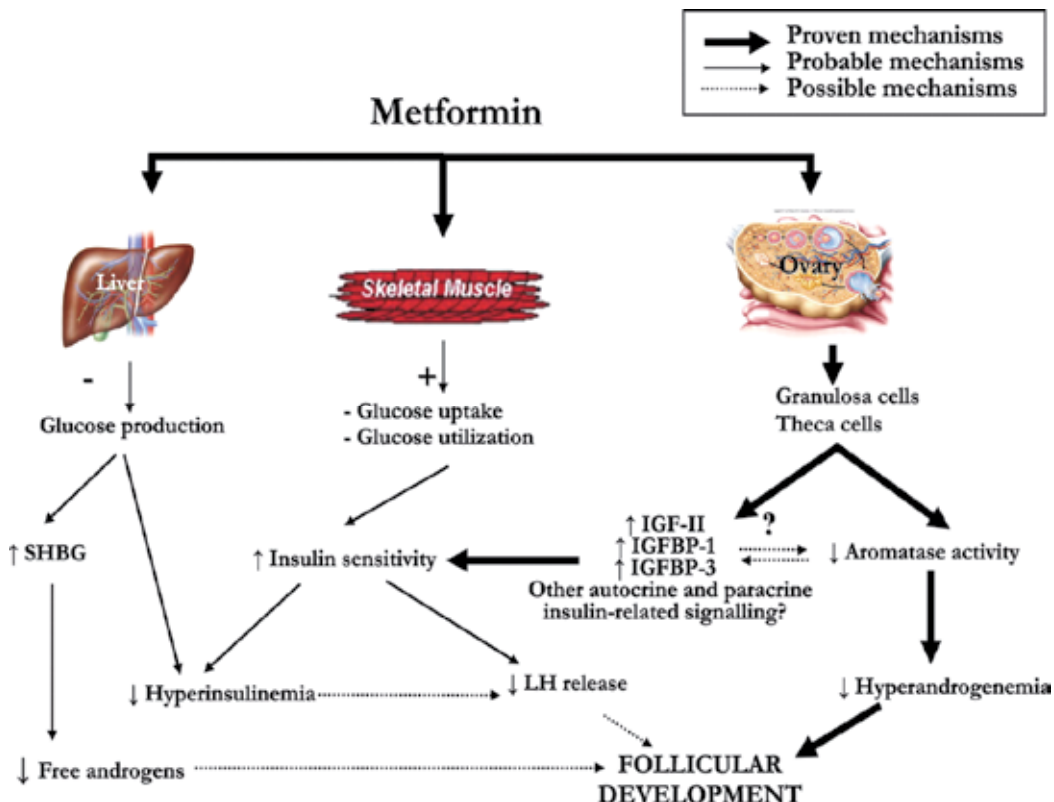 Proven mechanisms
Probable mechanisms
Possible mechanisms
Metformin
Liver
Skeletal Muscle
Ovary
-
+
Glucose production
- Glucose uptake
- Glucose utilization
Granulosa cells
Theca cells
↑ SHBG
↑ Insulin sensitivity
↑ IGF-II
↑ IGFBP-1
↑ IGFBP-3
?
Other autocrine and paracrine
insulin-related signalling?
↓ Aromatase activity
↓ Hyperinsulinemia
↓ LH release
↓ Hyperandrogenemia
↓ Free androgens
FOLLICULAR
DEVELOPMENT